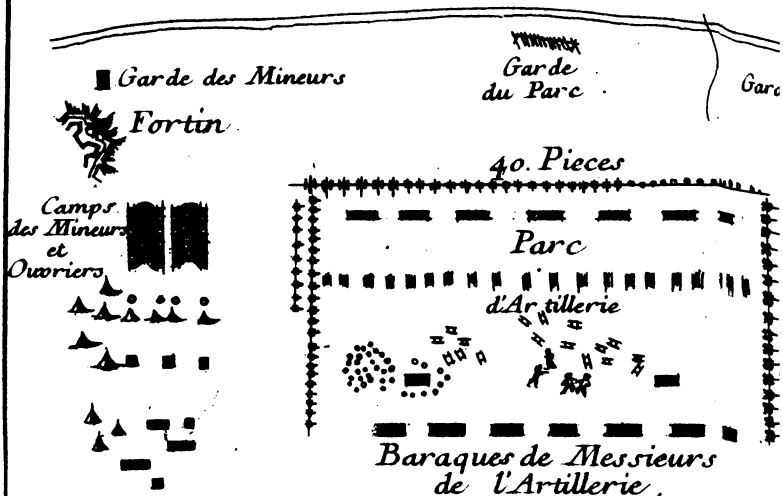 Garde des Mineurs
Garde
du Parc
Gard
Fortin
40. Pieces
Camps
des Mineurs
et
Ouvriers
Parc
d'Artillerie
Baraques de Messieurs
de l'Artillerie.